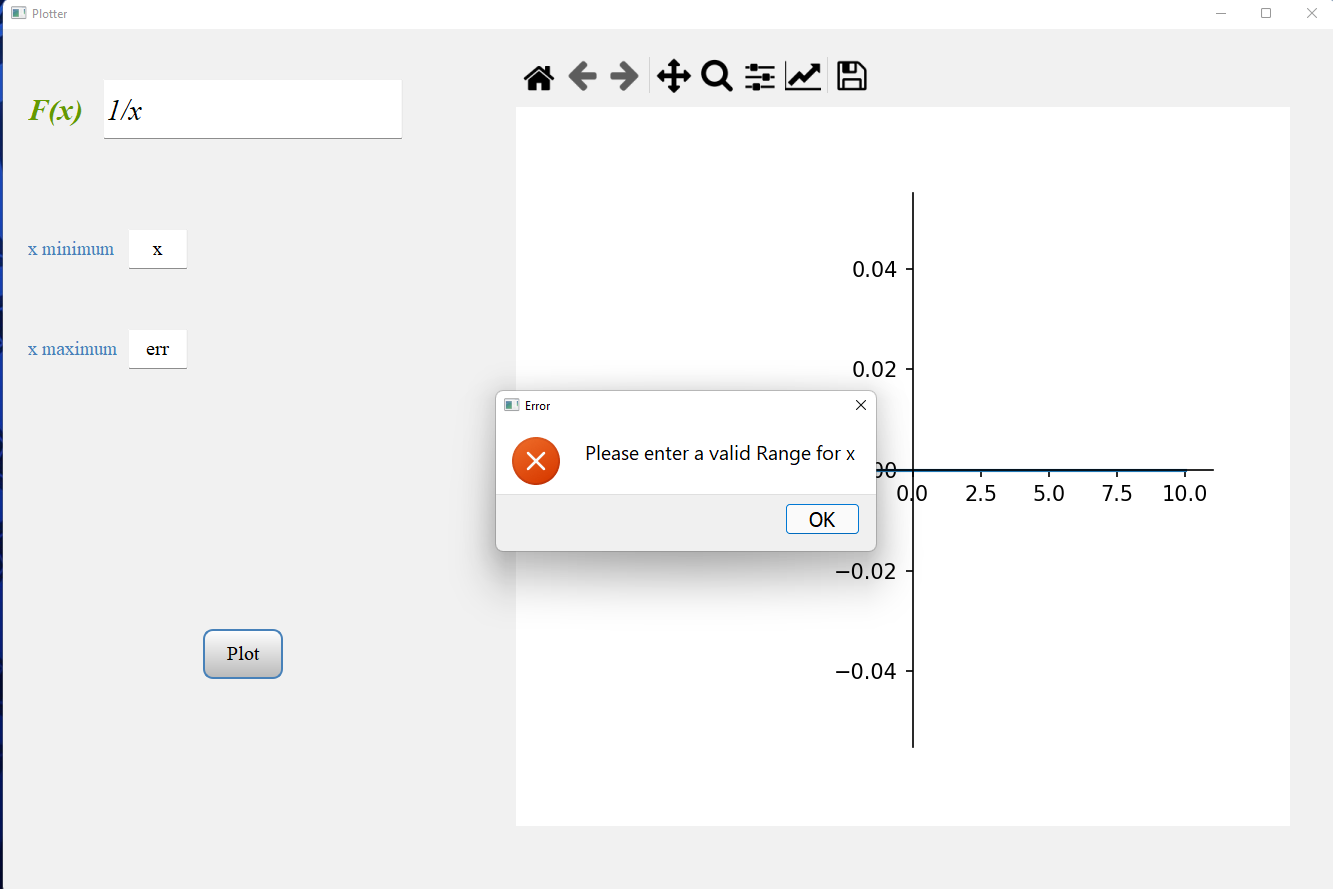 Plotter
F(x) 1/x
x minimum x
x maximum err
Plot
0.04
0.02
00
0.0 2.5 5.0 7.5 10.0
−0.02
−0.04
Error
Please enter a valid Range for x
OK